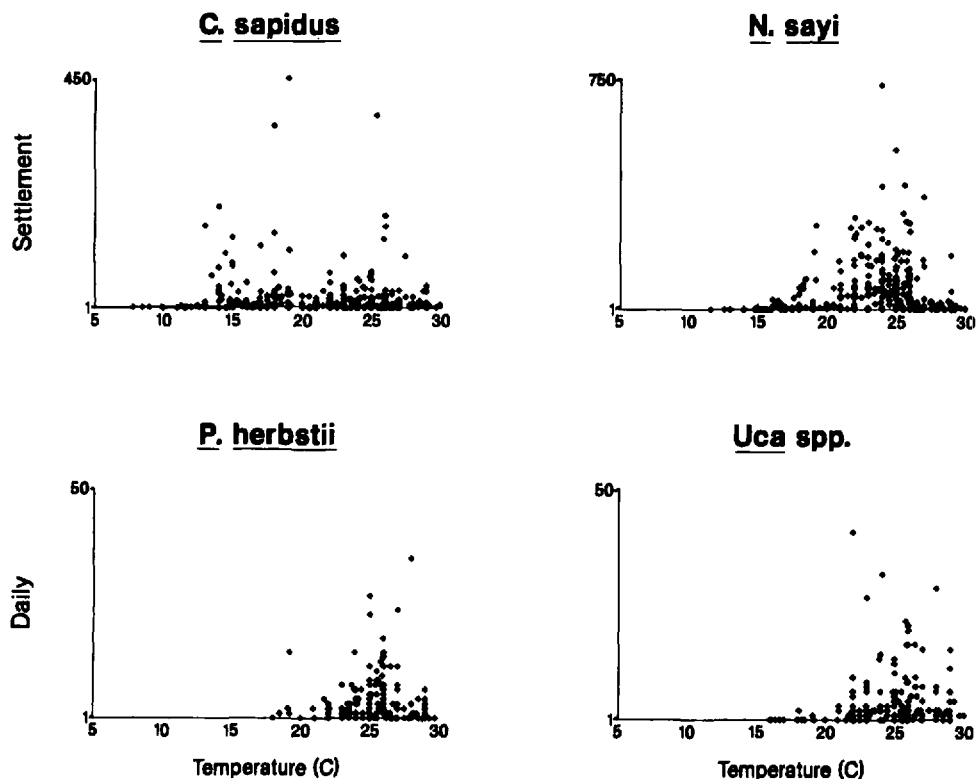 C. sapidus
N. sayi
450
750
Settlement
1
1
5 10 15 20 25 30
5 10 15 20 25 30
P. herbstii
Uca spp.
50
50
Daily
1
1
5 10 15 20 25 30
5 10 15 20 25 30
Temperature (C)
Temperature (C)